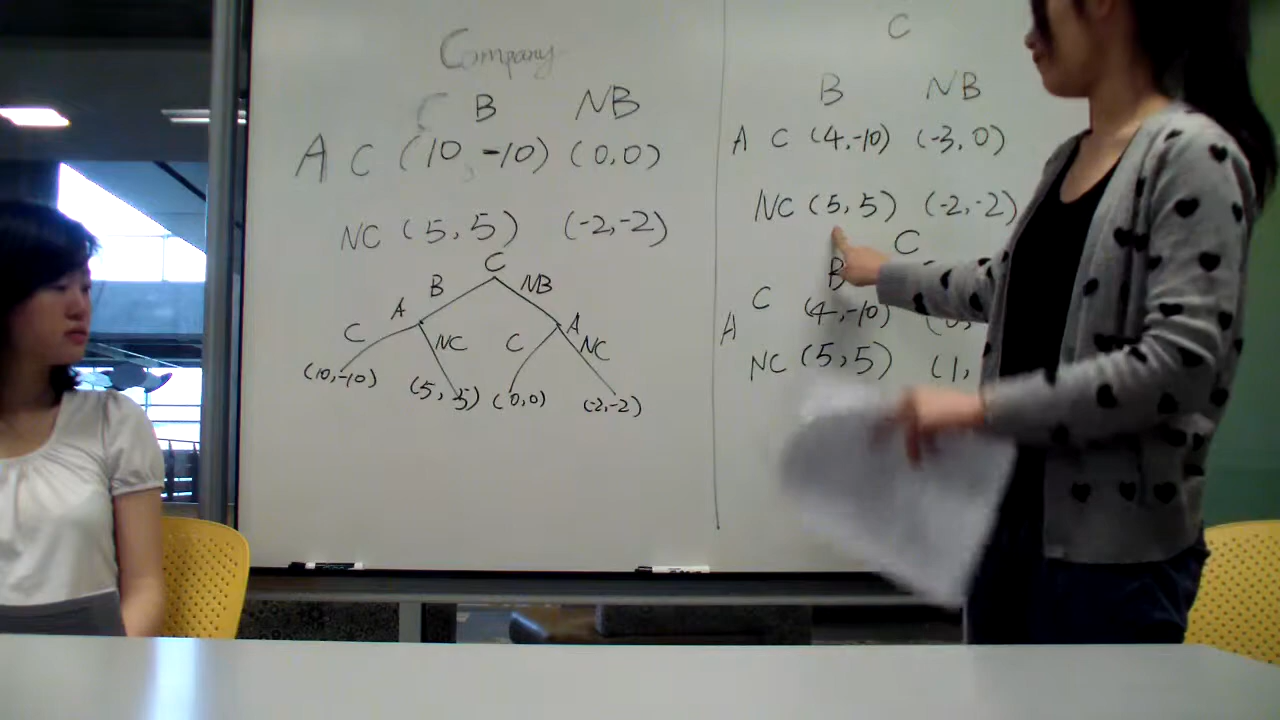 Company
B NB
A C (10, -10) (0,0)
NC (5,5) (-2,-2)
C
B NB
A A
C NC C NC
(10,-10) (5,5) (0,0) (-2,-2)
C
B NB
A C (4,-10) (-3,0)
NC (5,5) (-2,-2)
C
B
C (4,-10) (0,
A
NC (5,5) (1,